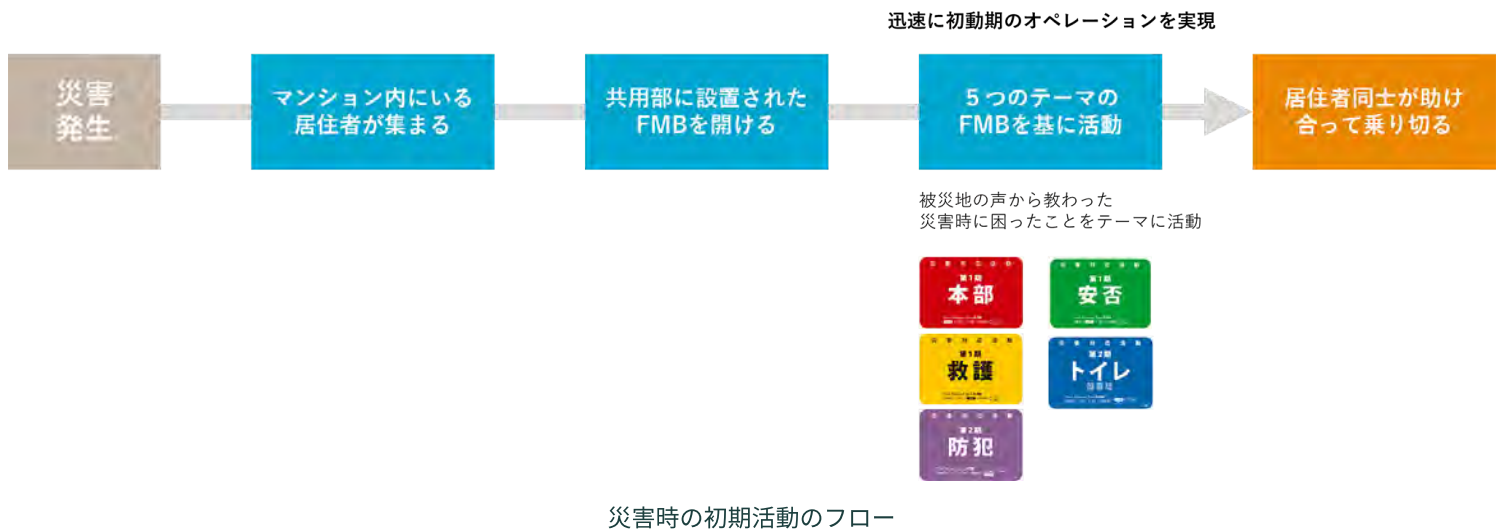 迅速に初動期のオペレーションを実現
災害
発生
マンション内にいる
居住者が集まる
共用部に設置された
FMBを開ける
5つのテーマの
FMBを基に活動
居住者同士が助け
合って乗り切る
被災地の声から教わった
災害時に困ったことをテーマに活動
第1期
本部
第1期
安否
第1期
救護
第2期
トイレ
第2期
防犯
災害時の初期活動のフロー